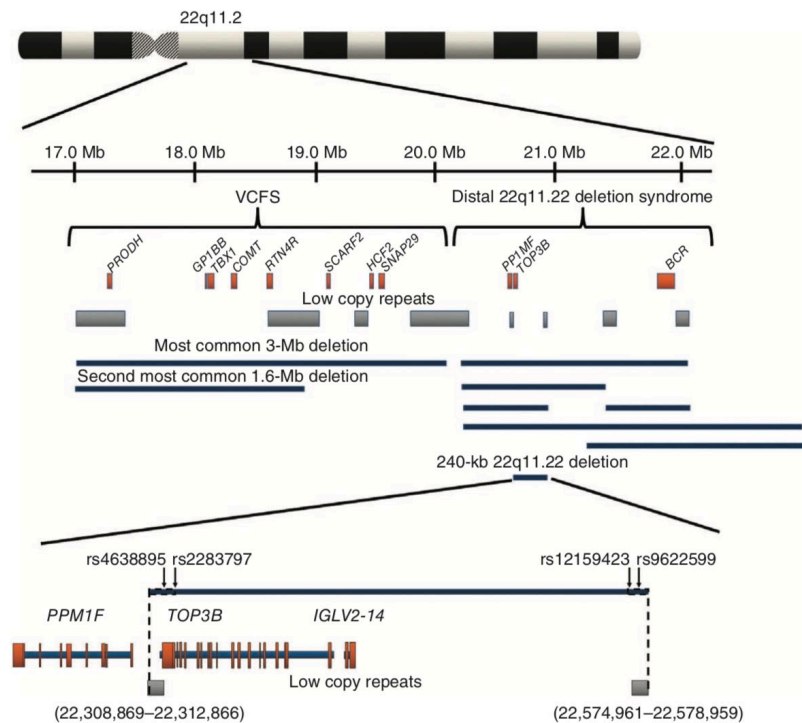 22q11.2
17.0 Mb 18.0 Mb 19.0 Mb 20.0 Mb 21.0 Mb 22.0 Mb
VCFS Distal 22q11.22 deletion syndrome
PRODH GP1BB TBX1 COMT RTN4R SCARF2 HCF2 SNAP29 PP1MF TOP3B BCR
Low copy repeats
Most common 3-Mb deletion
Second most common 1.6-Mb deletion
240-kb 22q11.22 deletion
rs4638895 rs2283797 rs12159423 rs9622599
PPM1F TOP3B IGLV2-14
Low copy repeats
(22,308,869–22,312,866) (22,574,961–22,578,959)